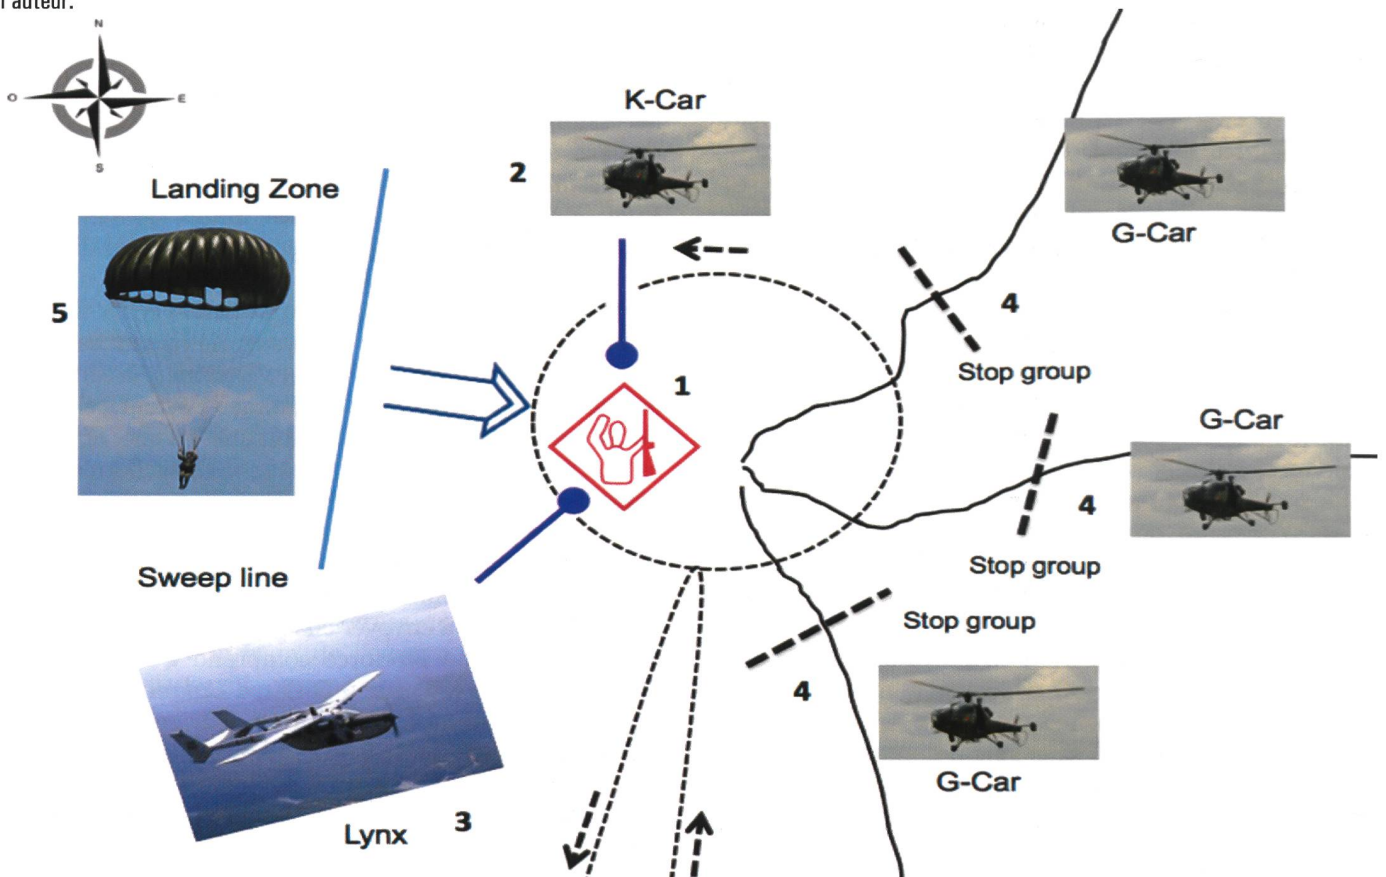 l'auteur.
N
O
E
S
K-Car
2
Landing Zone
G-Car
5
4
1
Stop group
G-Car
4
Sweep line
Stop group
Stop group
4
G-Car
Lynx
3